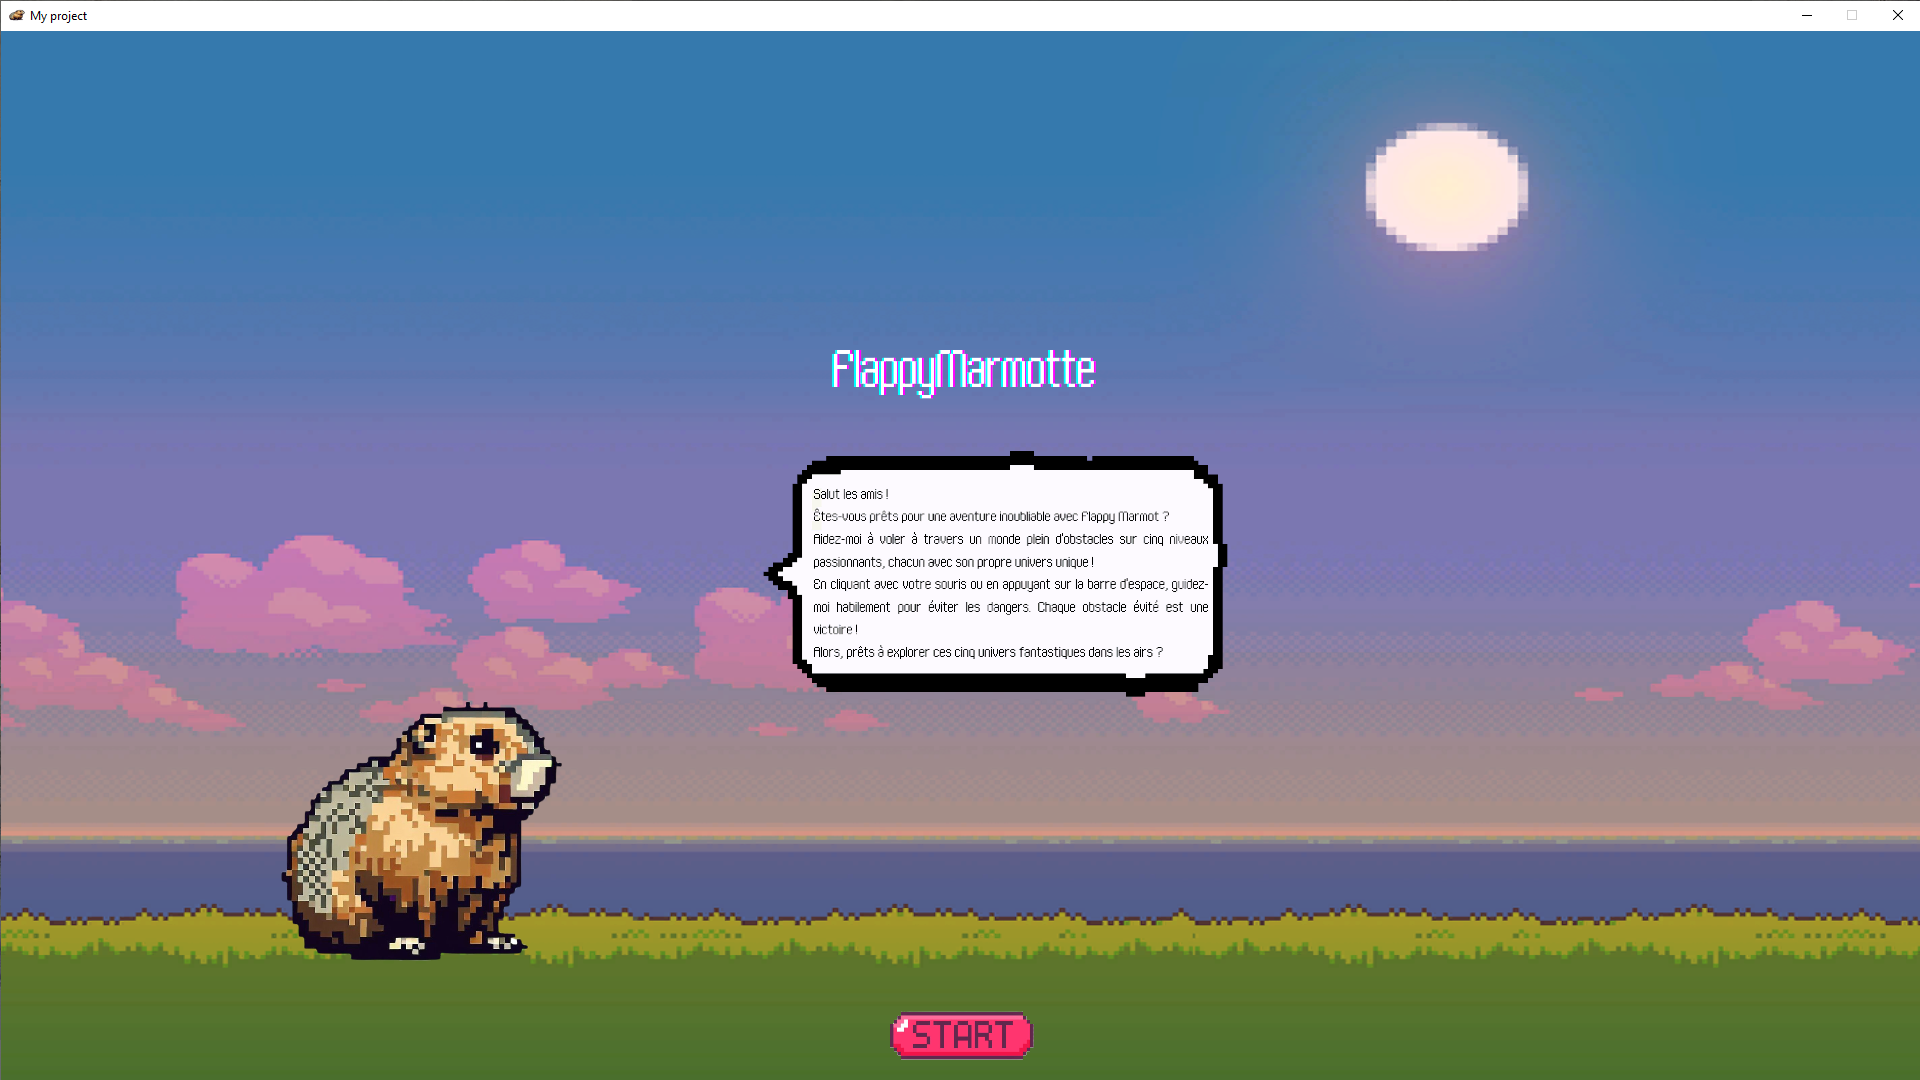 My project
FlappyMarmotte
Salut les amis !
Êtes-vous prêts pour une aventure inoubliable avec Flappy Marmot ?
Aidez-moi à voler à travers un monde plein d'obstacles sur cinq niveaux
passionnants, chacun avec son propre univers unique !
En cliquant avec votre souris ou en appuyant sur la barre d'espace, guidez-
moi habilement pour éviter les dangers. Chaque obstacle évité est une
victoire !
Alors, prêts à explorer ces cinq univers fantastiques dans les airs ?
START